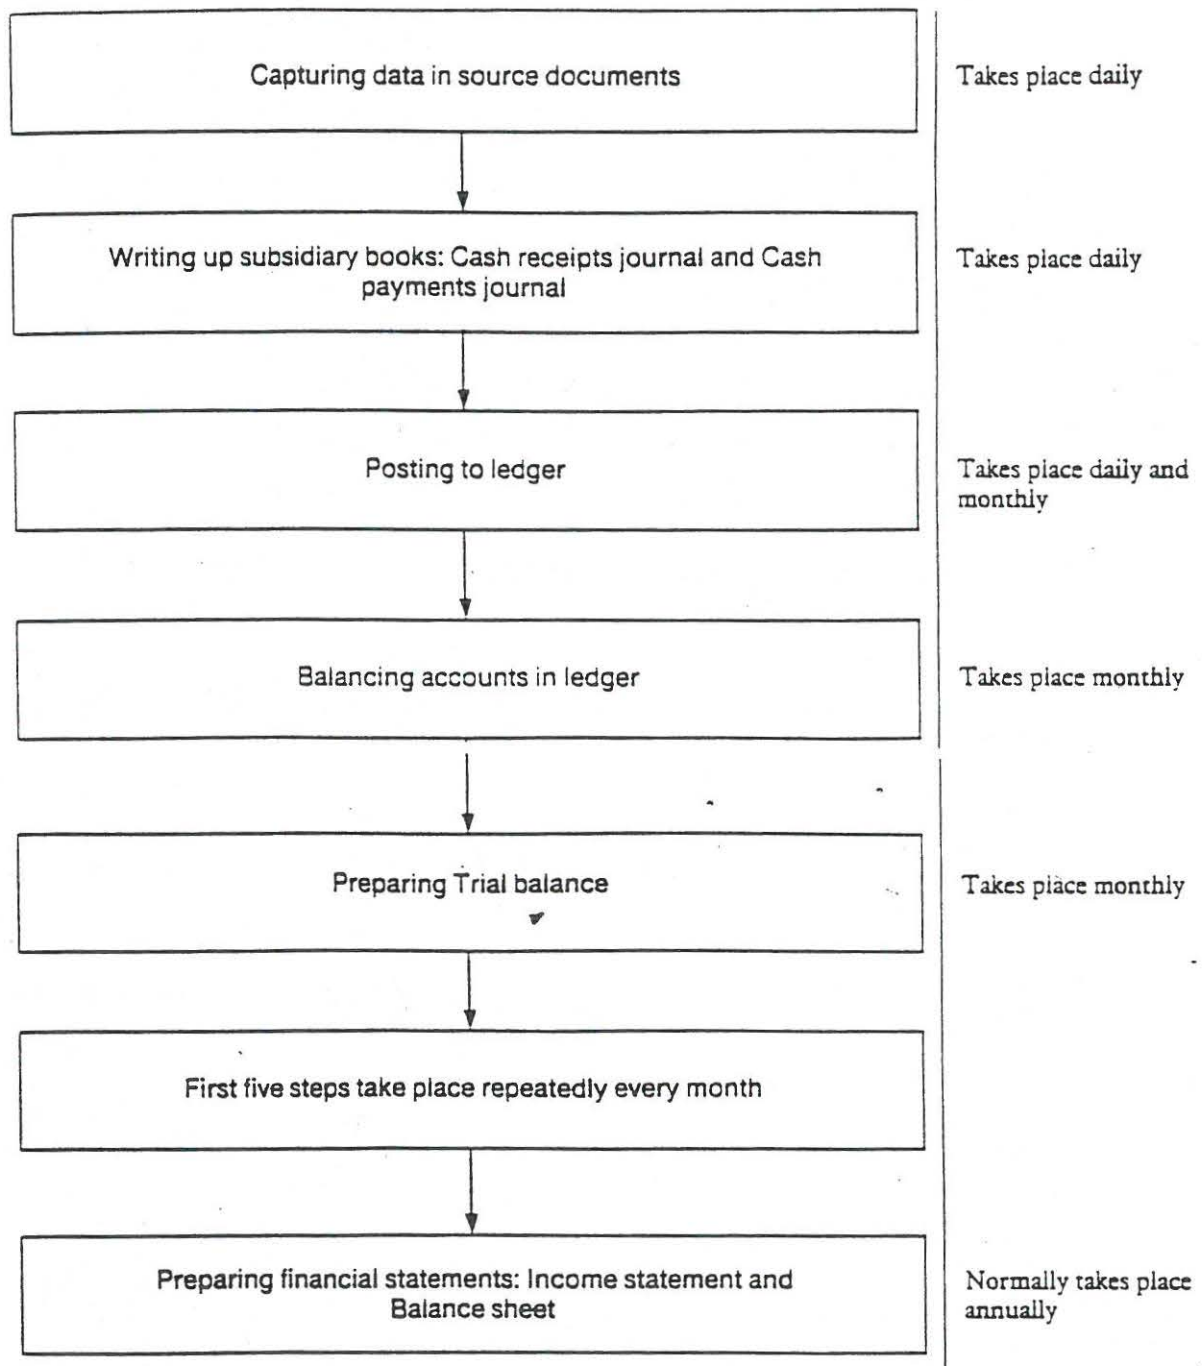 Capturing data in source documents
Takes place daily
Writing up subsidiary books: Cash receipts journal and Cash
payments journal
Takes place daily
Posting to ledger
Takes place daily and
monthly
Balancing accounts in ledger
Takes place monthly
Preparing Trial balance
Takes place monthly
First five steps take place repeatedly every month
Preparing financial statements: Income statement and
Balance sheet
Normally takes place
annually